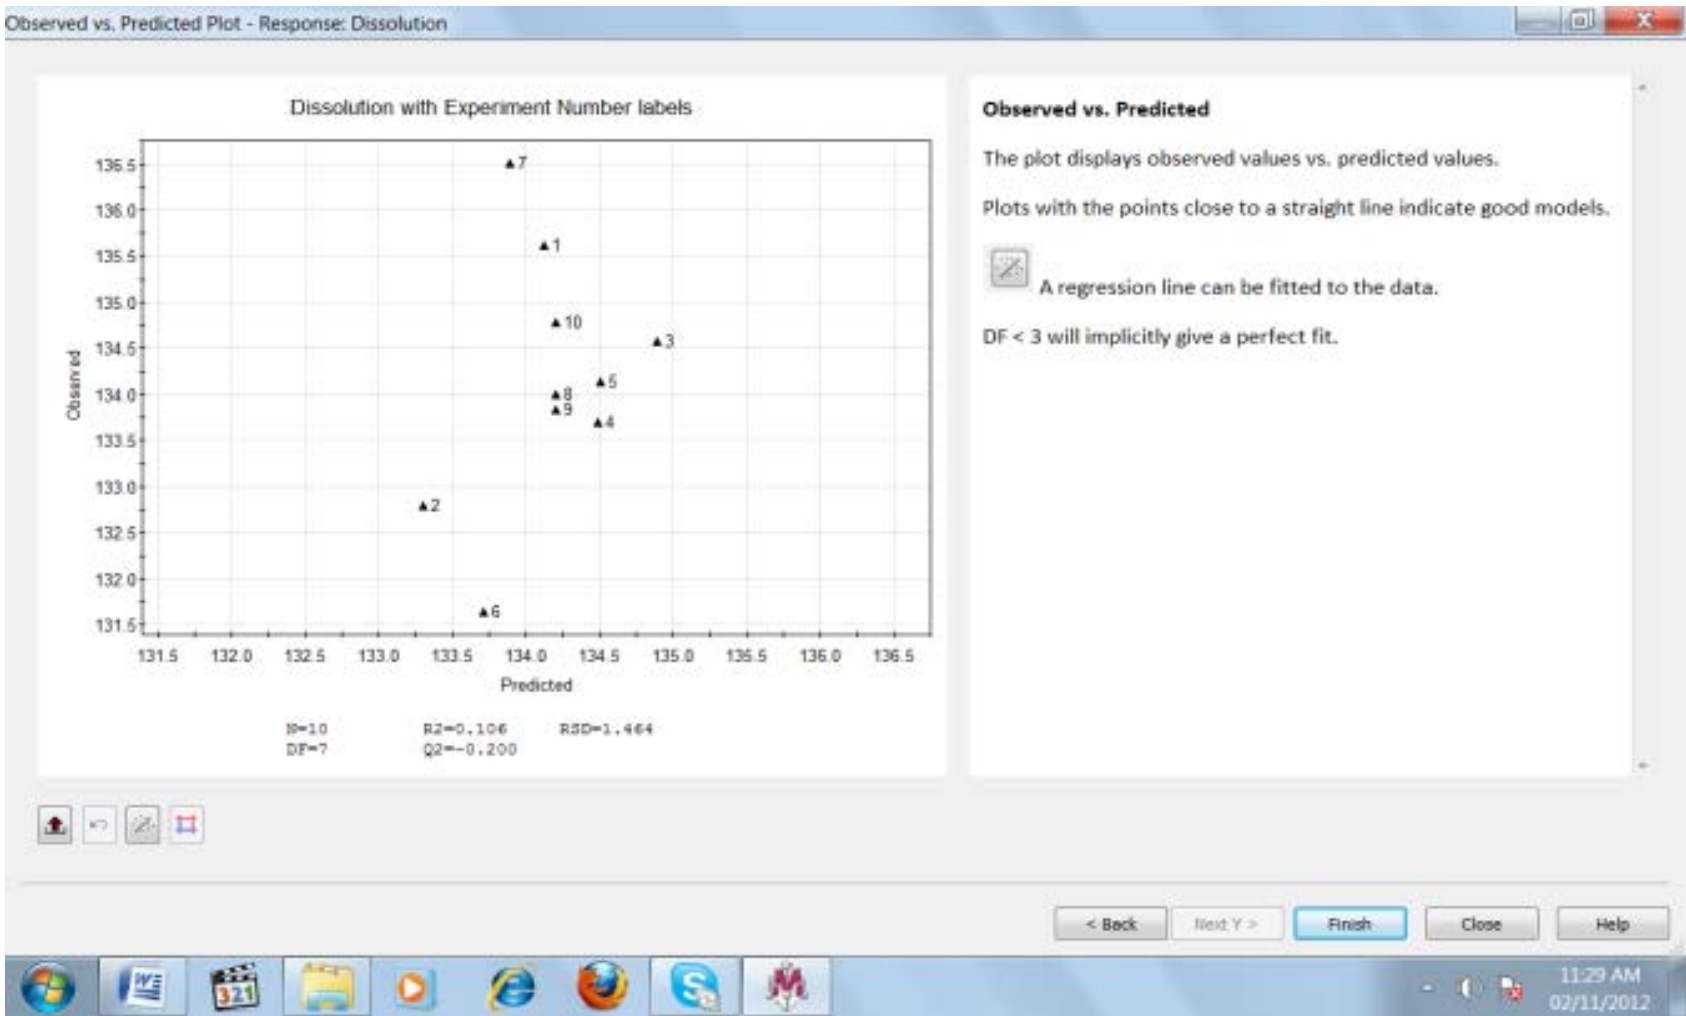 Observed vs. Predicted Plot - Response: Dissolution
Dissolution with Experiment Number labels
136.5
136.0
135.5
135.0
134.5
134.0
133.5
133.0
132.5
132.0
131.5
Observed
7
1
10
3
5
8
9
4
2
6
131.5 132.0 132.5 133.0 133.5 134.0 134.5 135.0 135.5 136.0 136.5
Predicted
N=10 R2=0.106 RSD=1.464
DF=7 Q2=-0.200
Observed vs. Predicted
The plot displays observed values vs. predicted values.
Plots with the points close to a straight line indicate good models.
A regression line can be fitted to the data.
DF < 3 will implicitly give a perfect fit.
< Back Next Y > Finish Close Help
W
321
S
M
11:29 AM
02/11/2012